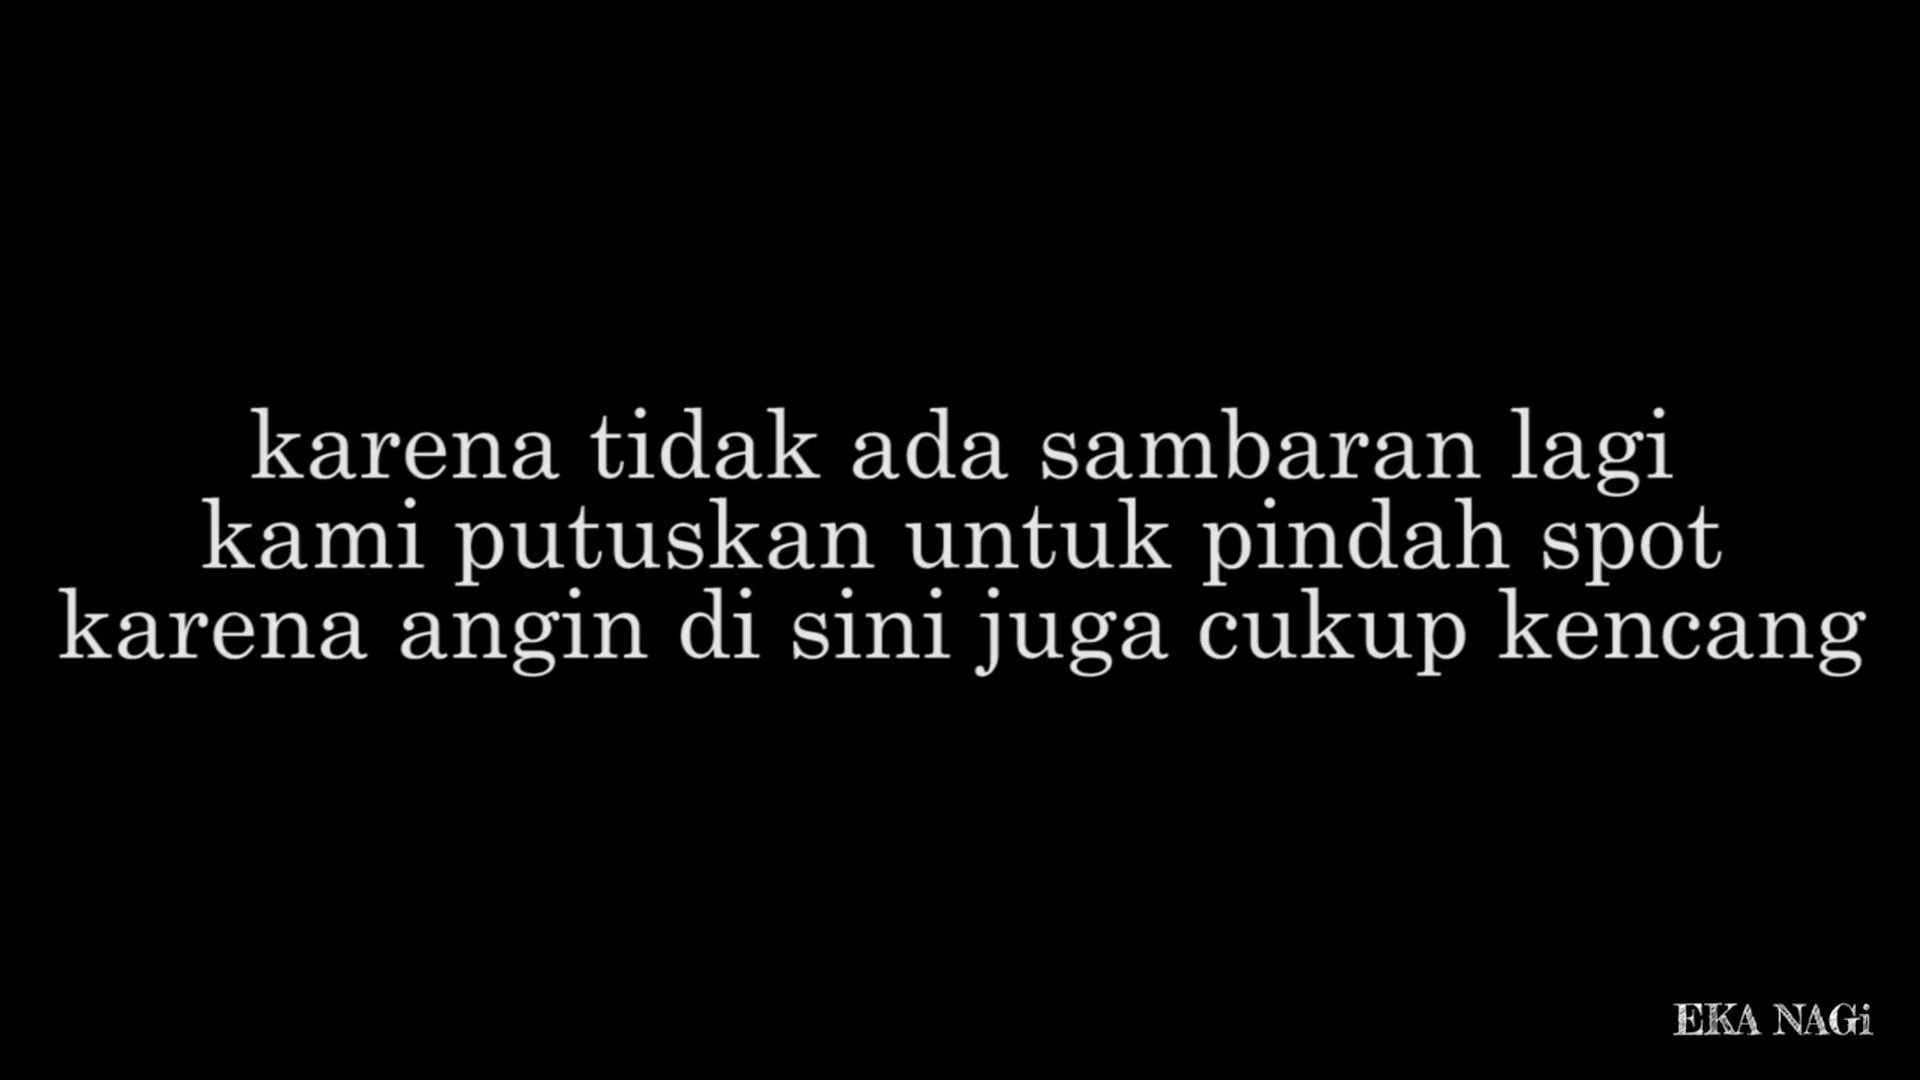 karena tidak ada sambaran lagi
kami putuskan untuk pindah spot
karena angin di sini juga cukup kencang
EKA NAGi